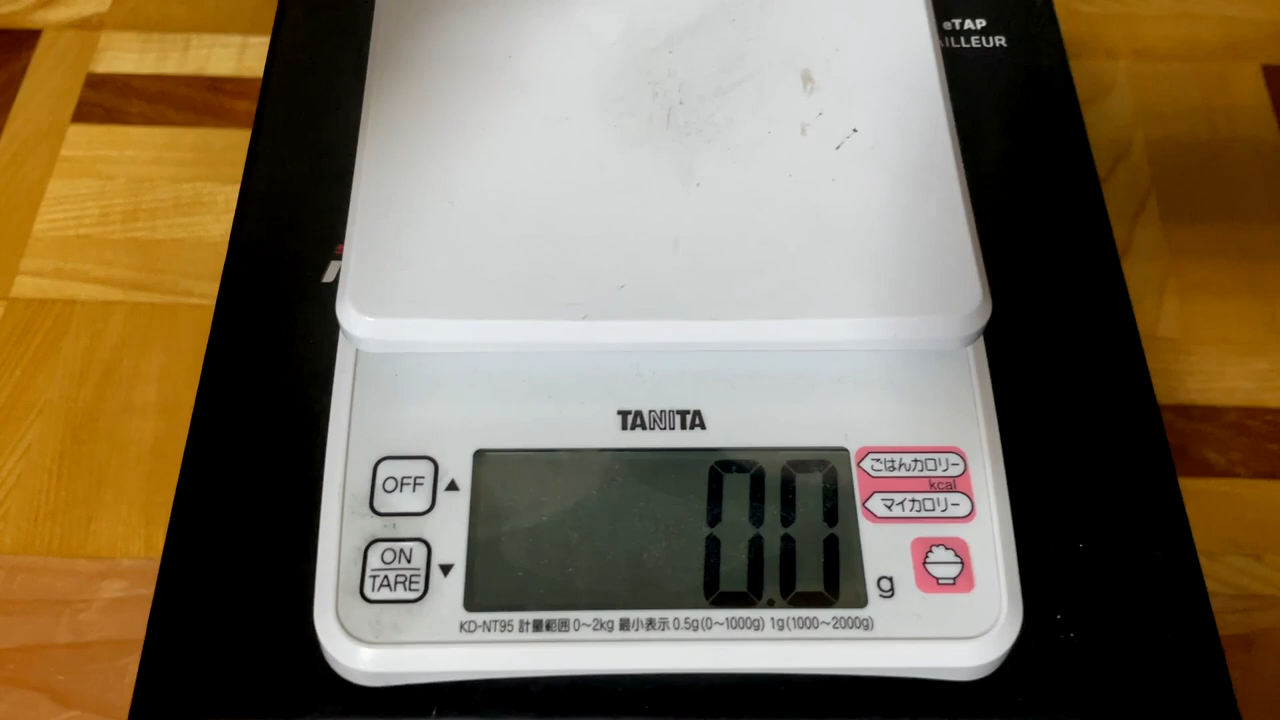 eTAP
AILLEUR
TANITA
OFF ▲
ON
TARE ▼
0.0 g
ごはんカロリー
kcal
マイカロリー
KD-NT95 計量範囲 0~2kg 最小表示 0.5g(0~1000g) 1g(1000~2000g)